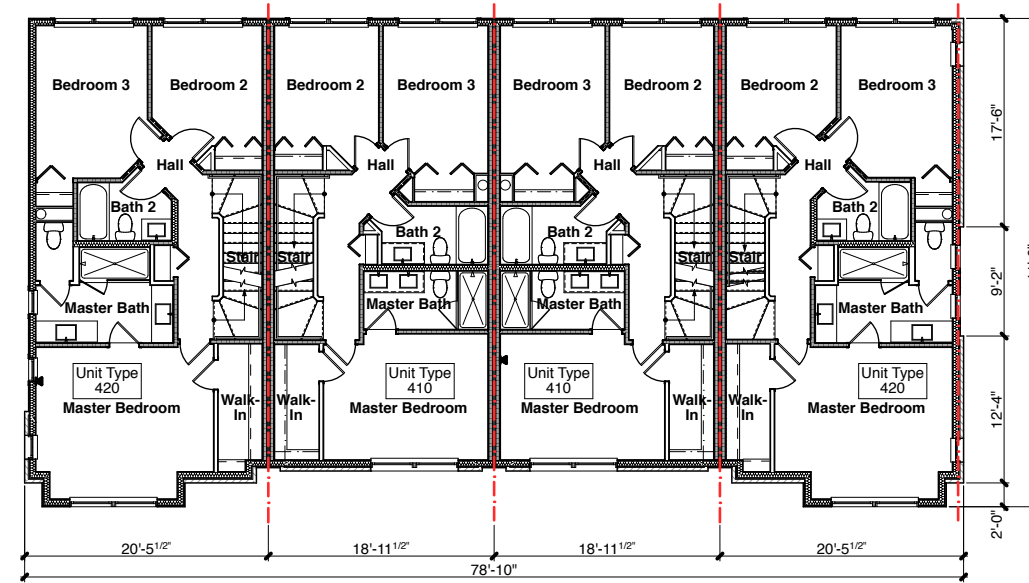 Bedroom 3
Bedroom 2
Bedroom 2
Bedroom 3
Bedroom 3
Bedroom 2
Bedroom 2
Bedroom 3
17'-6"
Hall
Hall
Hall
Hall
Bath 2
Bath 2
Bath 2
Bath 2
Stair
Stair
Stair
Stair
9'-2"
Master Bath
Master Bath
Master Bath
Master Bath
Unit Type
420
Unit Type
410
Unit Type
410
Unit Type
420
Master Bedroom
Walk-
In
Walk-
In
Master Bedroom
Master Bedroom
Walk-
In
Walk-
In
Master Bedroom
12'-4"
2'-0"
20'-5 1/2"
18'-11 1/2"
18'-11 1/2"
20'-5 1/2"
78'-10"